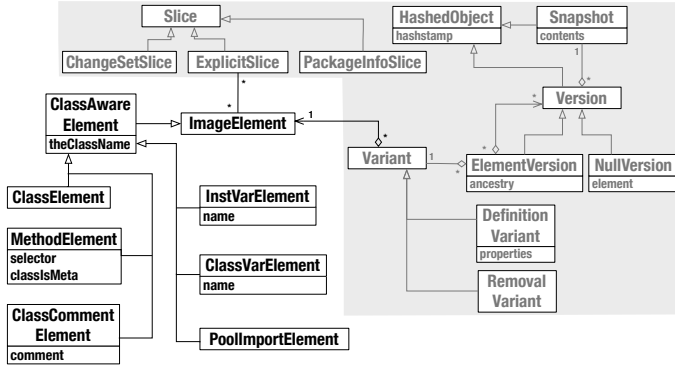 Slice
HashedObject
hashstamp
Snapshot
contents
ChangeSetSlice
ExplicitSlice
PackageInfoSlice
1
*
*
*
*
Version
ClassAware
Element
theClassName
ImageElement
1
*
Variant
1
*
ElementVersion
ancestry
NullVersion
element
ClassElement
InstVarElement
name
Definition
Variant
properties
MethodElement
selector
classIsMeta
ClassVarElement
name
Removal
Variant
ClassComment
Element
comment
PoolImportElement